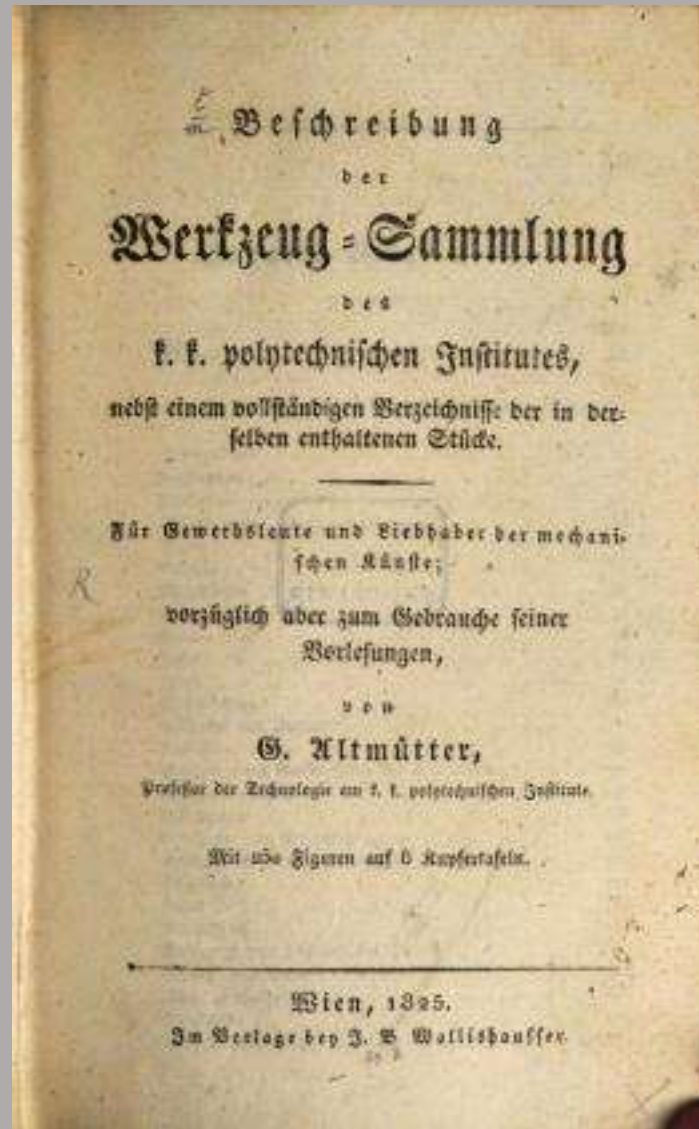 Beschreibung
der
Werkzeug-Sammlung
des
k. k. polytechnischen Institutes,
nebst einem vollständigen Verzeichnisse der in der-
selben enthaltenen Stücke.
Für Gewerbsleute und Liebhaber der mechani-
schen Künste;
R
vorzüglich aber zum Gebrauche seiner
Vorlesungen,
von
G. Altmütter,
Professor der Technologie am k. k. polytechnischen Institute.
Mit Figuren auf Kupfertafeln.
Wien, 1825.
Im Verlage bey J. B Wallishausser.